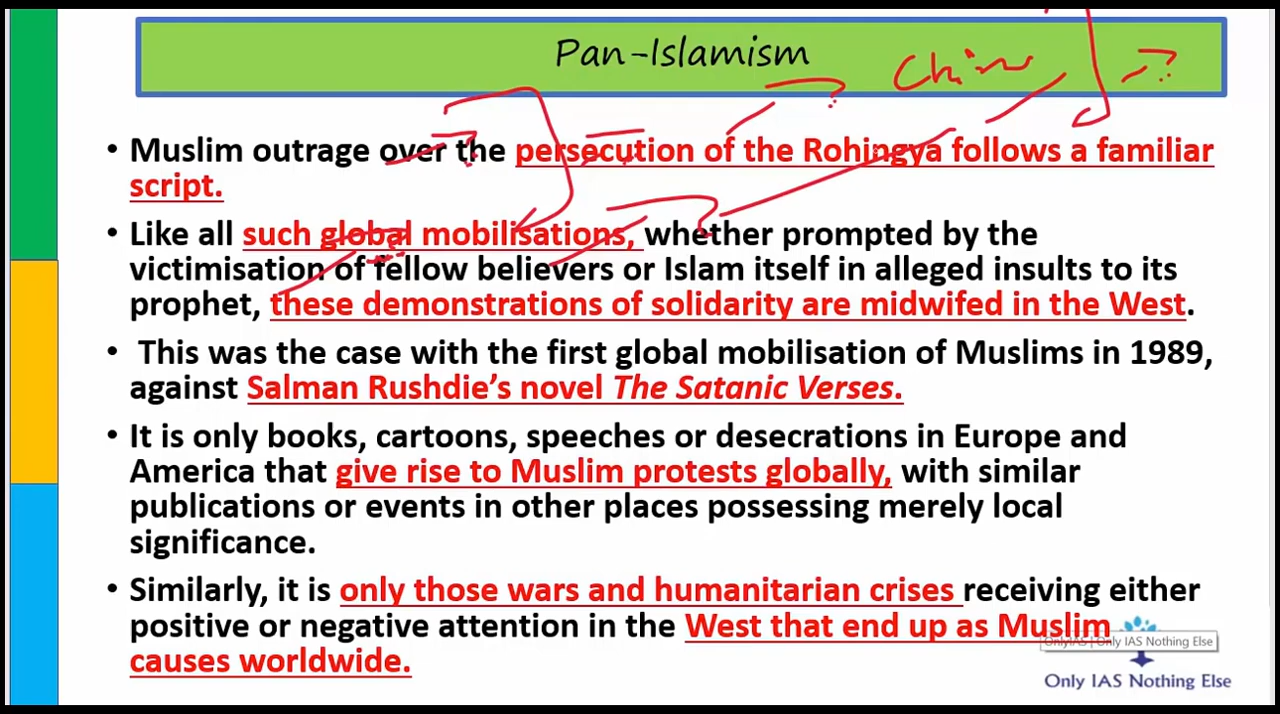 Pan-Islamism
China
• Muslim outrage over the persecution of the Rohingya follows a familiar
script.
• Like all such global mobilisations, whether prompted by the
victimisation of fellow believers or Islam itself in alleged insults to its
prophet, these demonstrations of solidarity are midwifed in the West.
• This was the case with the first global mobilisation of Muslims in 1989,
against Salman Rushdie's novel The Satanic Verses.
• It is only books, cartoons, speeches or desecrations in Europe and
America that give rise to Muslim protests globally, with similar
publications or events in other places possessing merely local
significance.
• Similarly, it is only those wars and humanitarian crises receiving either
positive or negative attention in the West that end up as Muslim
causes worldwide.
OnlyIAS | Only IAS Nothing Else
Only IAS Nothing Else